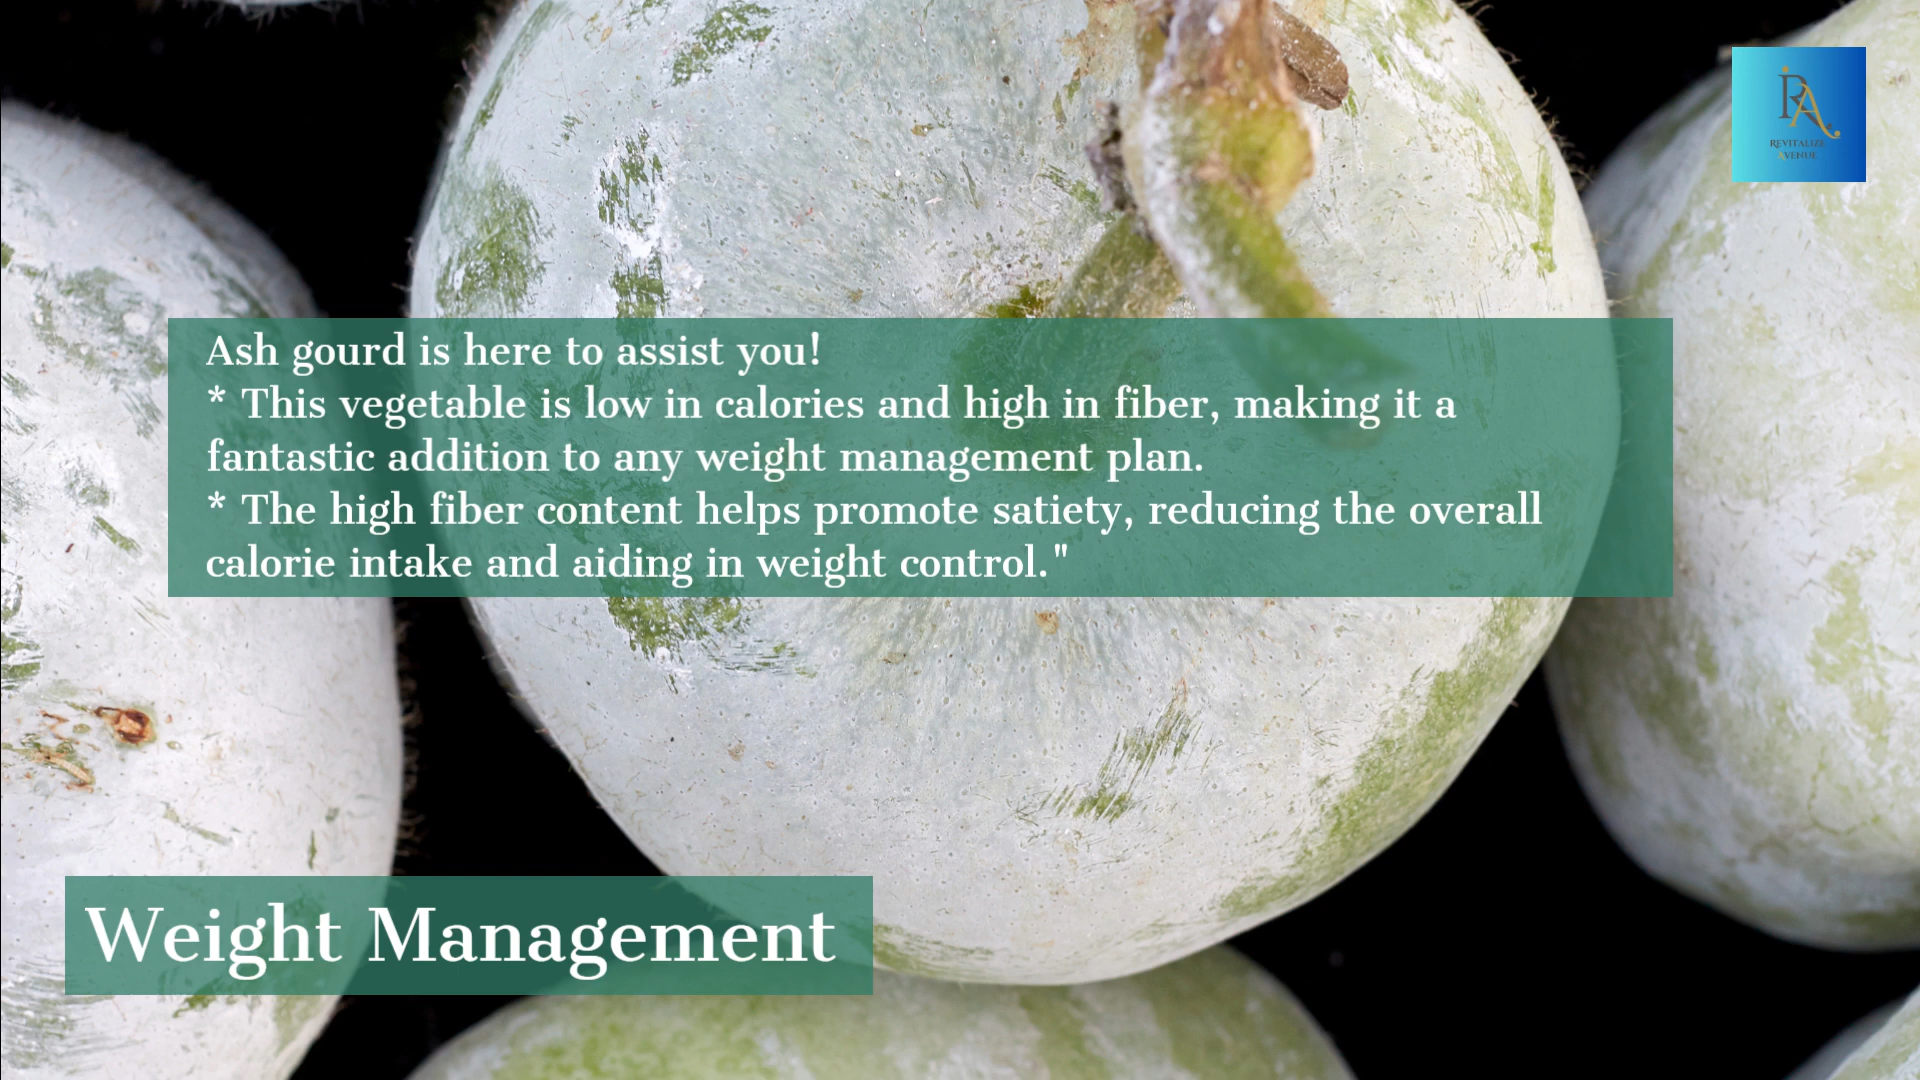 RA
REVITALIZE
AVENUE
Ash gourd is here to assist you!
* This vegetable is low in calories and high in fiber, making it a
fantastic addition to any weight management plan.
* The high fiber content helps promote satiety, reducing the overall
calorie intake and aiding in weight control."
Weight Management